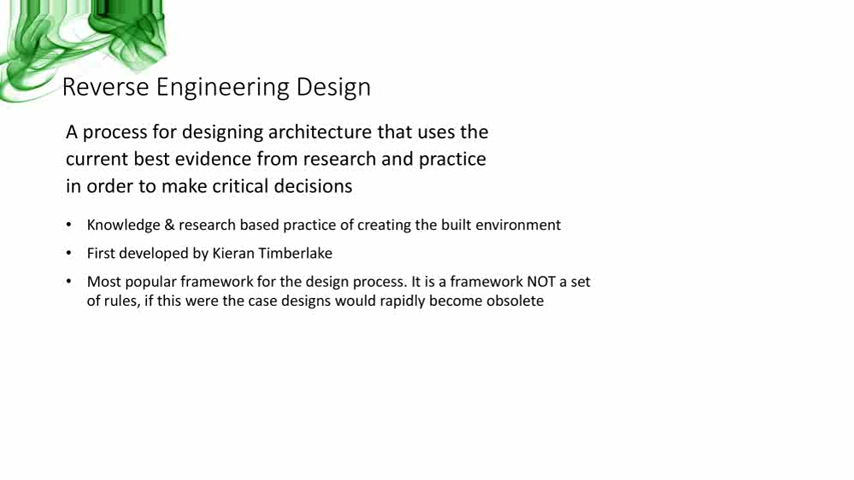 Reverse Engineering Design
A process for designing architecture that uses the
current best evidence from research and practice
in order to make critical decisions
• Knowledge & research based practice of creating the built environment
• First developed by Kieran Timberlake
• Most popular framework for the design process. It is a framework NOT a set
of rules, if this were the case designs would rapidly become obsolete